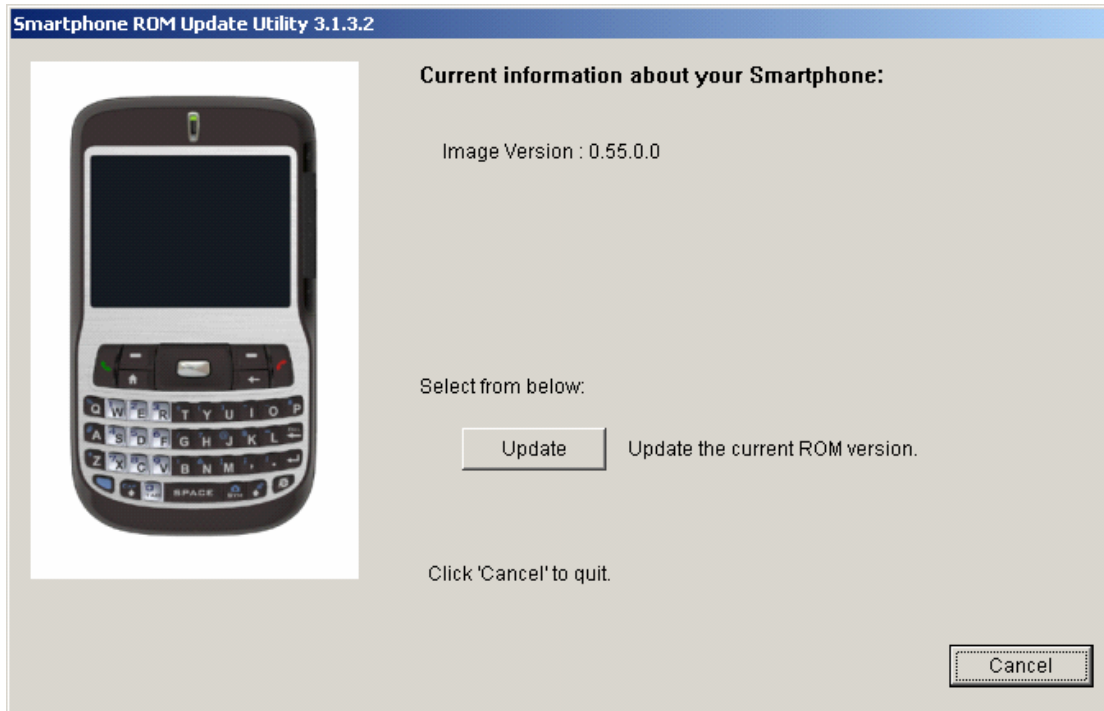 Smartphone ROM Update Utility 3.1.3.2
Current information about your Smartphone:
Image Version : 0.55.0.0
Select from below:
Update
Update the current ROM version.
Click 'Cancel' to quit.
Cancel
Q W E R T Y U I O P
A S D F G H J K L
Z X C V B N M , .
SPACE